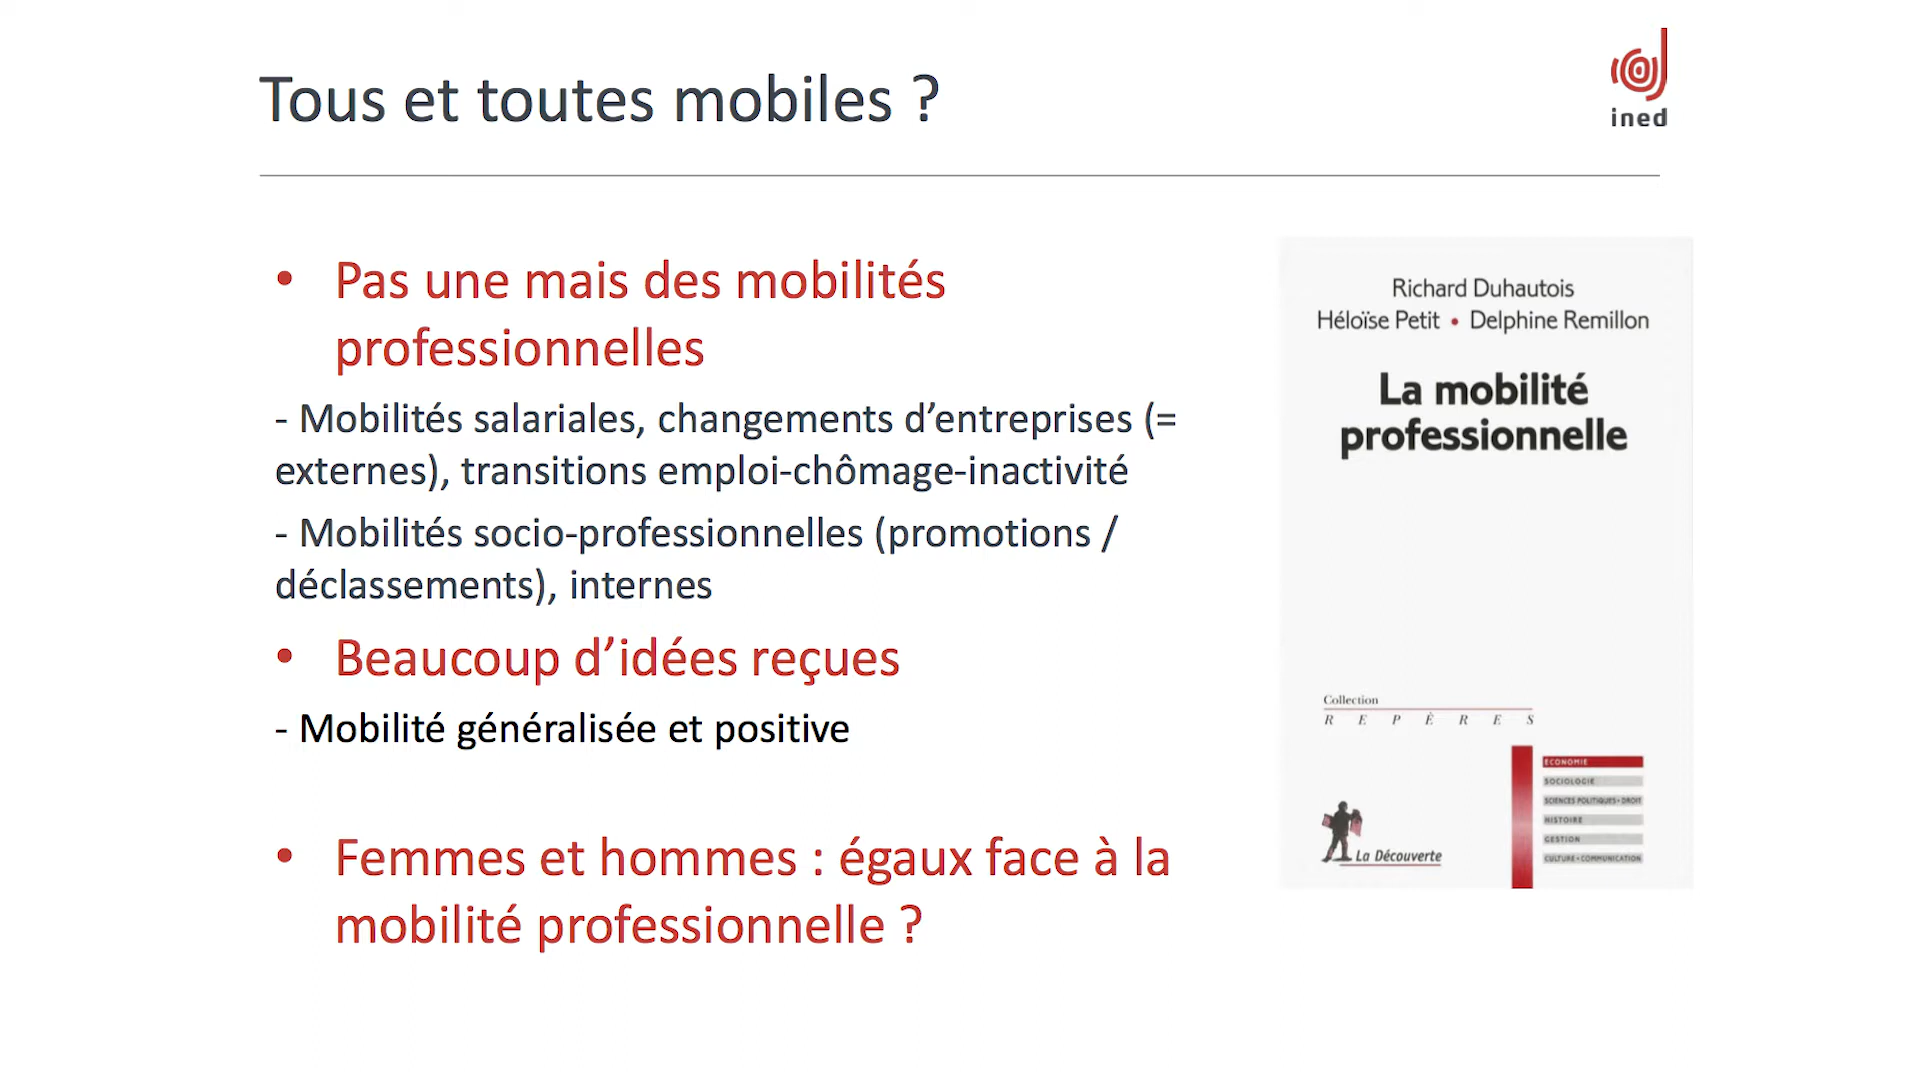 Tous et toutes mobiles ?
ined
• Pas une mais des mobilités
professionnelles
- Mobilités salariales, changements d’entreprises (=
externes), transitions emploi-chômage-inactivité
- Mobilités socio-professionnelles (promotions /
déclassements), internes
• Beaucoup d’idées reçues
- Mobilité généralisée et positive
• Femmes et hommes : égaux face à la
mobilité professionnelle ?
Richard Duhautois
Héloïse Petit • Delphine Remillon
La mobilité
professionnelle
Collection
R E P È R E S
ÉCONOMIE
SOCIOLOGIE
SCIENCES POLITIQUES • DROIT
HISTOIRE
GESTION
CULTURE • COMMUNICATION
La Découverte